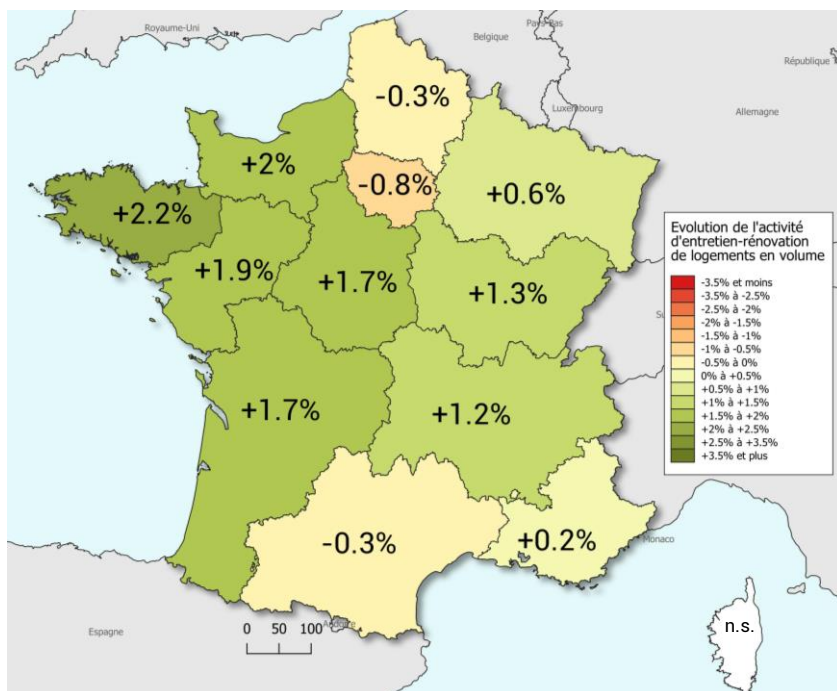 Royaume-Uni
Pays-Bas
Belgique
République
Luxembourg
Allemagne
-0.3%
+2%
-0.8%
+0.6%
+2.2%
+1.9%
+1.7%
+1.3%
Evolution de l'activité
d'entretien-rénovation
de logements en volume
-3.5% et moins
-3.5% à -2.5%
-2.5% à -2%
-2% à -1.5%
-1.5% à -1%
-1% à -0.5%
-0.5% à 0%
0% à +0.5%
+0.5% à +1%
+1% à +1.5%
+1.5% à +2%
+2% à +2.5%
+2.5% à +3.5%
+3.5% et plus
Su
+1.7%
+1.2%
-0.3%
+0.2%
Monaco
n.s.
Andorre
Espagne
0 50 100